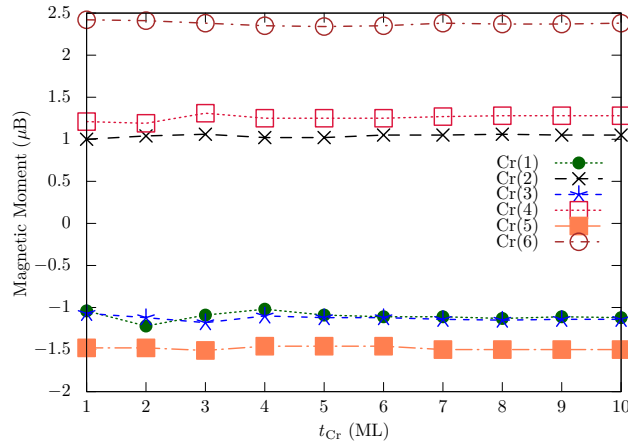 2.5
2
1.5
1
0.5
0
−0.5
−1
−1.5
−2
Magnetic Moment (μB)
Cr(1)
Cr(2)
Cr(3)
Cr(4)
Cr(5)
Cr(6)
1 2 3 4 5 6 7 8 9 10
t_Cr (ML)